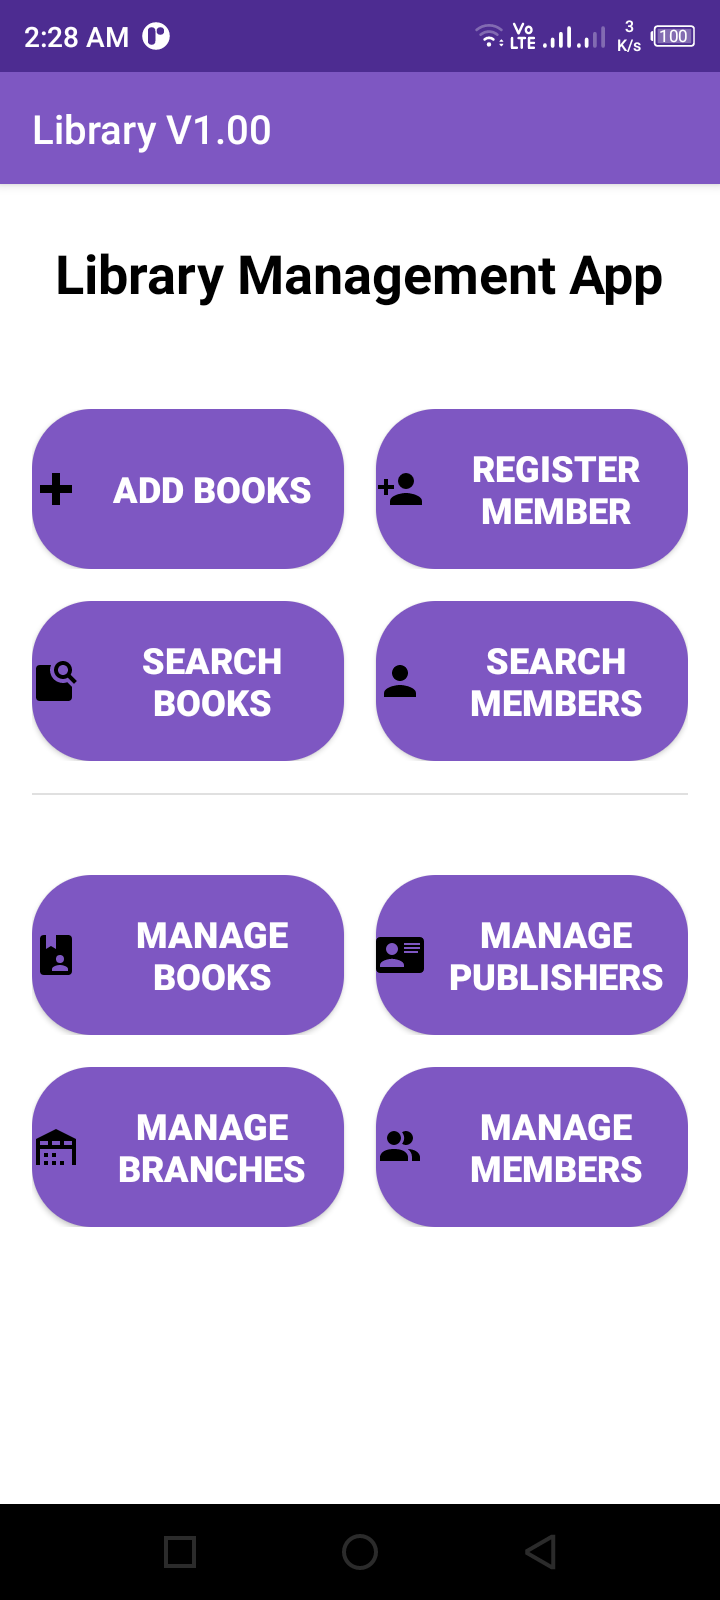 2:28 AM
Vo
LTE
3
K/s
100
Library V1.00
Library Management App
ADD BOOKS
REGISTER
MEMBER
SEARCH
BOOKS
SEARCH
MEMBERS
MANAGE
BOOKS
MANAGE
PUBLISHERS
MANAGE
BRANCHES
MANAGE
MEMBERS